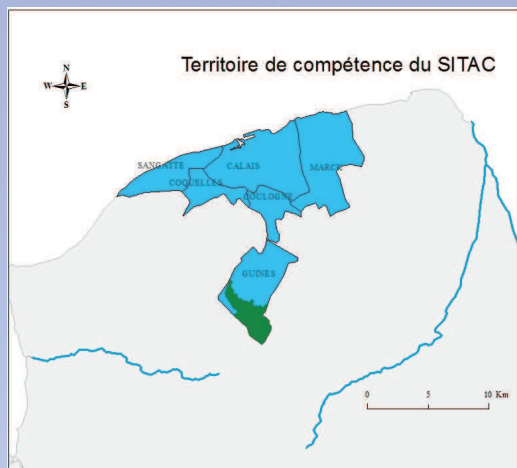 Territoire de compétence du SITAC
N
W E
S
SANGATTE
CALAIS
MARCK
COQUELLES
COULOGNE
GUINES
0 5 10 Km